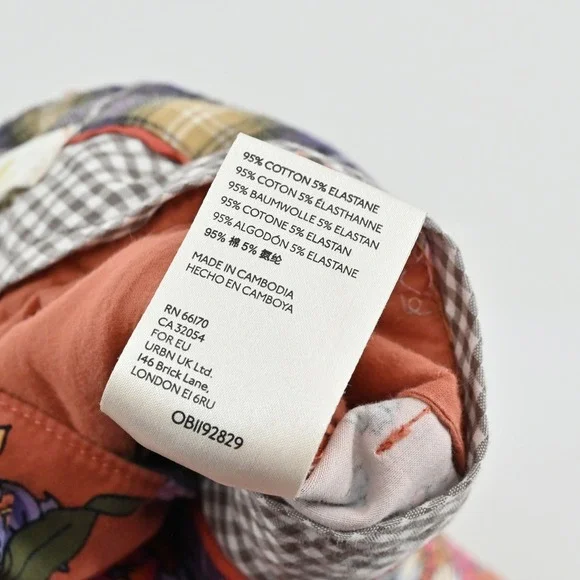 95% COTTON 5% ELASTANE
95% COTON 5% ÉLASTHANNE
95% BAUMWOLLE 5% ELASTAN
95% COTONE 5% ELASTAN
95% ALGODÓN 5% ELASTANE
95% 棉 5% 氨纶
MADE IN CAMBODIA
HECHO EN CAMBOYA
RN 66170
CA 32054
FOR EU
URBN UK Ltd.
146 Brick Lane,
LONDON E1 6RU
OB1192829